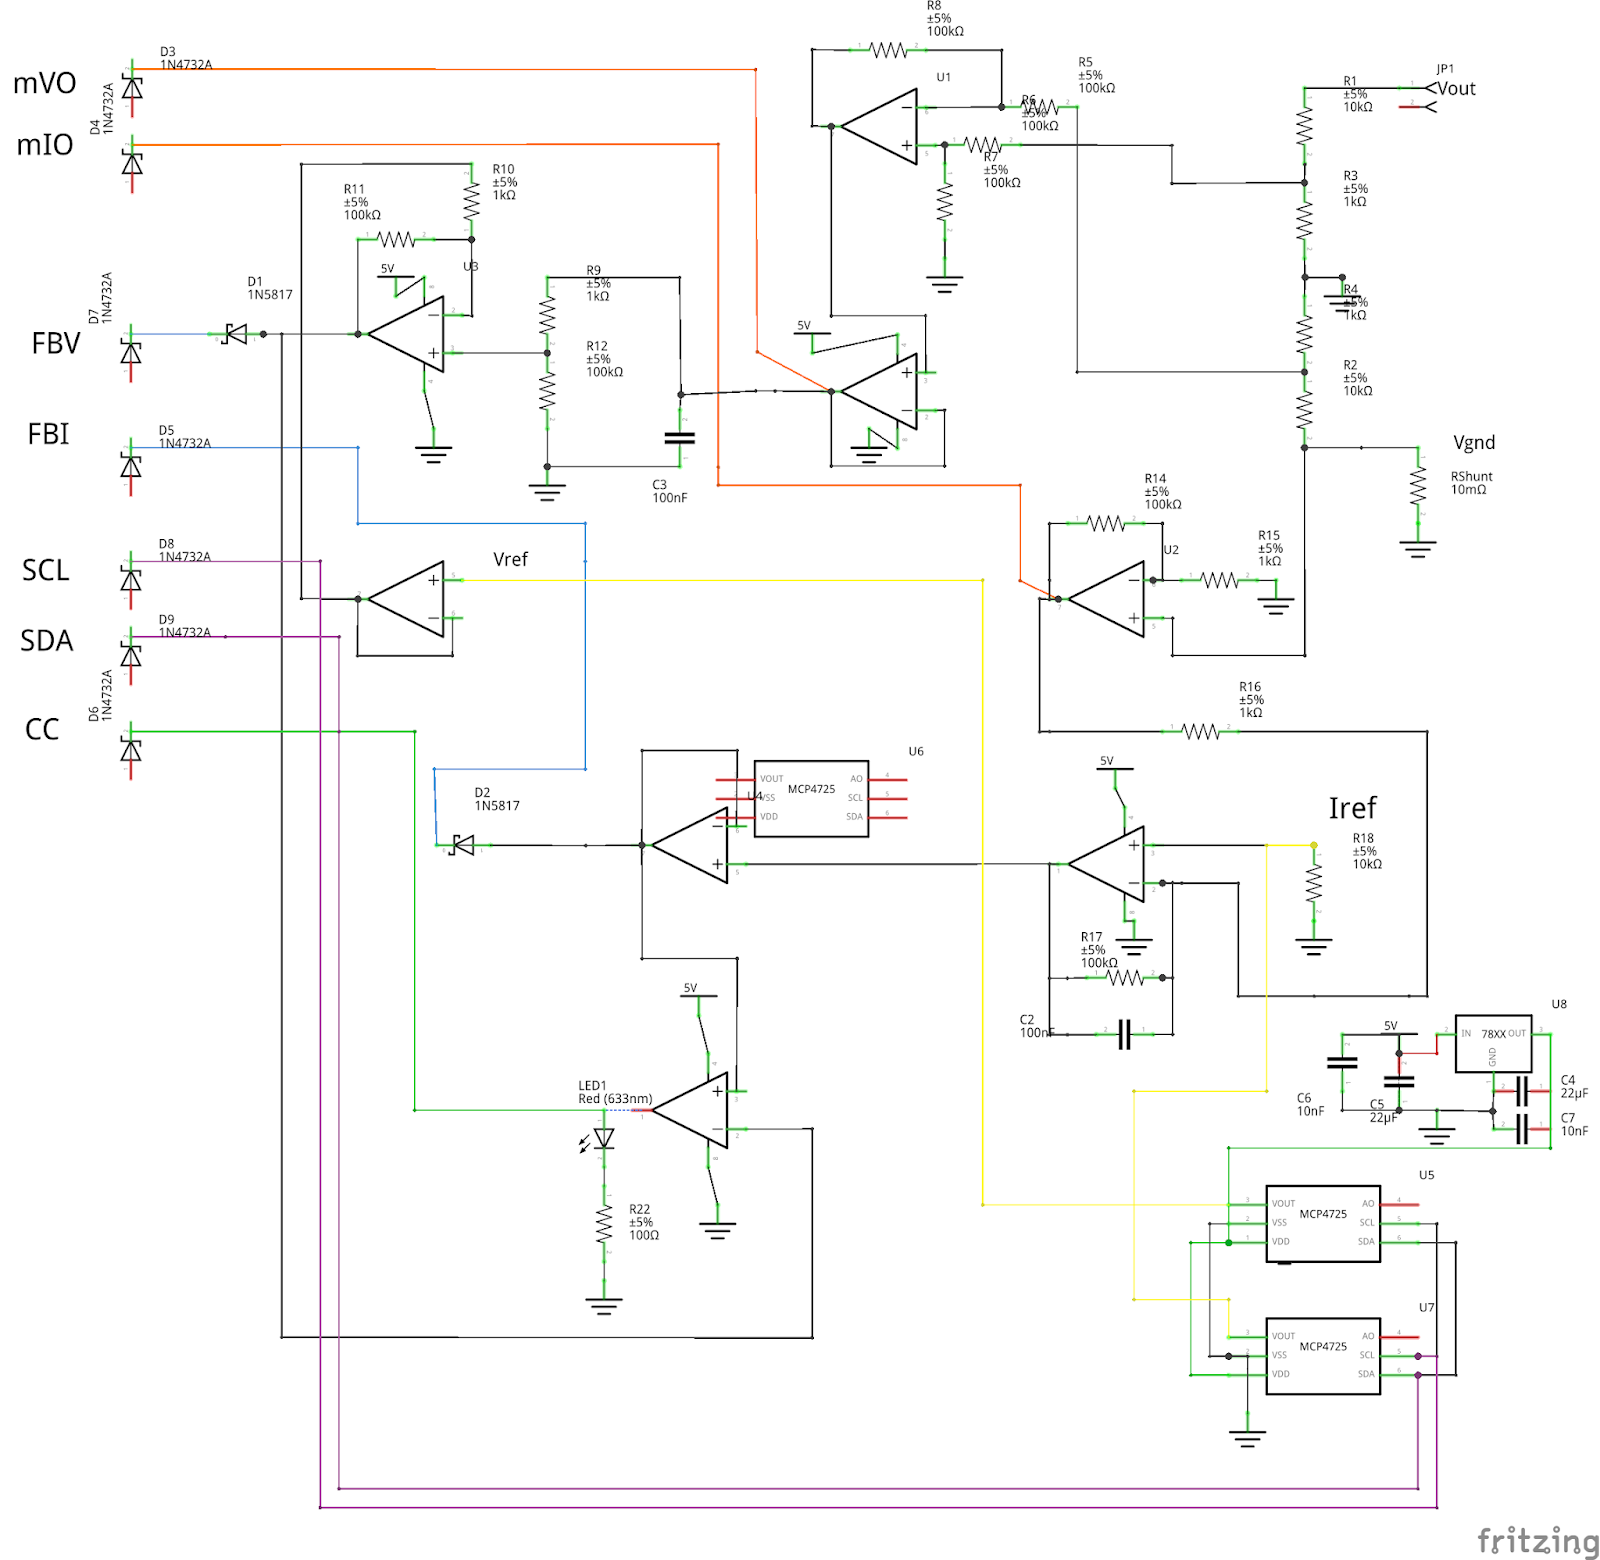 R8
±5%
100kΩ
D3
1N4732A
mVO
D4
1N4732A
U1
R5
±5%
100kΩ
R6
±5%
100kΩ
R1
±5%
10kΩ
JP1
Vout
mIO
R7
±5%
100kΩ
R10
±5%
1kΩ
R11
±5%
100kΩ
R3
±5%
1kΩ
5V
U3
D1
1N5817
D7
1N4732A
FBV
R9
±5%
1kΩ
R12
±5%
100kΩ
5V
R4
±5%
1kΩ
R2
±5%
10kΩ
FBI
D5
1N4732A
C3
100nF
Vgnd
RShunt
10mΩ
R14
±5%
100kΩ
U2
R15
±5%
1kΩ
SCL
D8
1N4732A
Vref
SDA
D9
1N4732A
D6
1N4732A
CC
R16
±5%
1kΩ
U6
VOUT
VSS
VDD
MCP4725
AO
SCL
SDA
U4
D2
1N5817
5V
Iref
R18
±5%
10kΩ
R17
±5%
100kΩ
C2
100nF
5V
LED1
Red (633nm)
R22
±5%
100Ω
U8
5V
IN
78XX
OUT
GND
C6
10nF
C5
22µF
C4
22µF
C7
10nF
U5
VOUT
VSS
VDD
MCP4725
AO
SCL
SDA
U7
VOUT
VSS
VDD
MCP4725
AO
SCL
SDA
fritzing